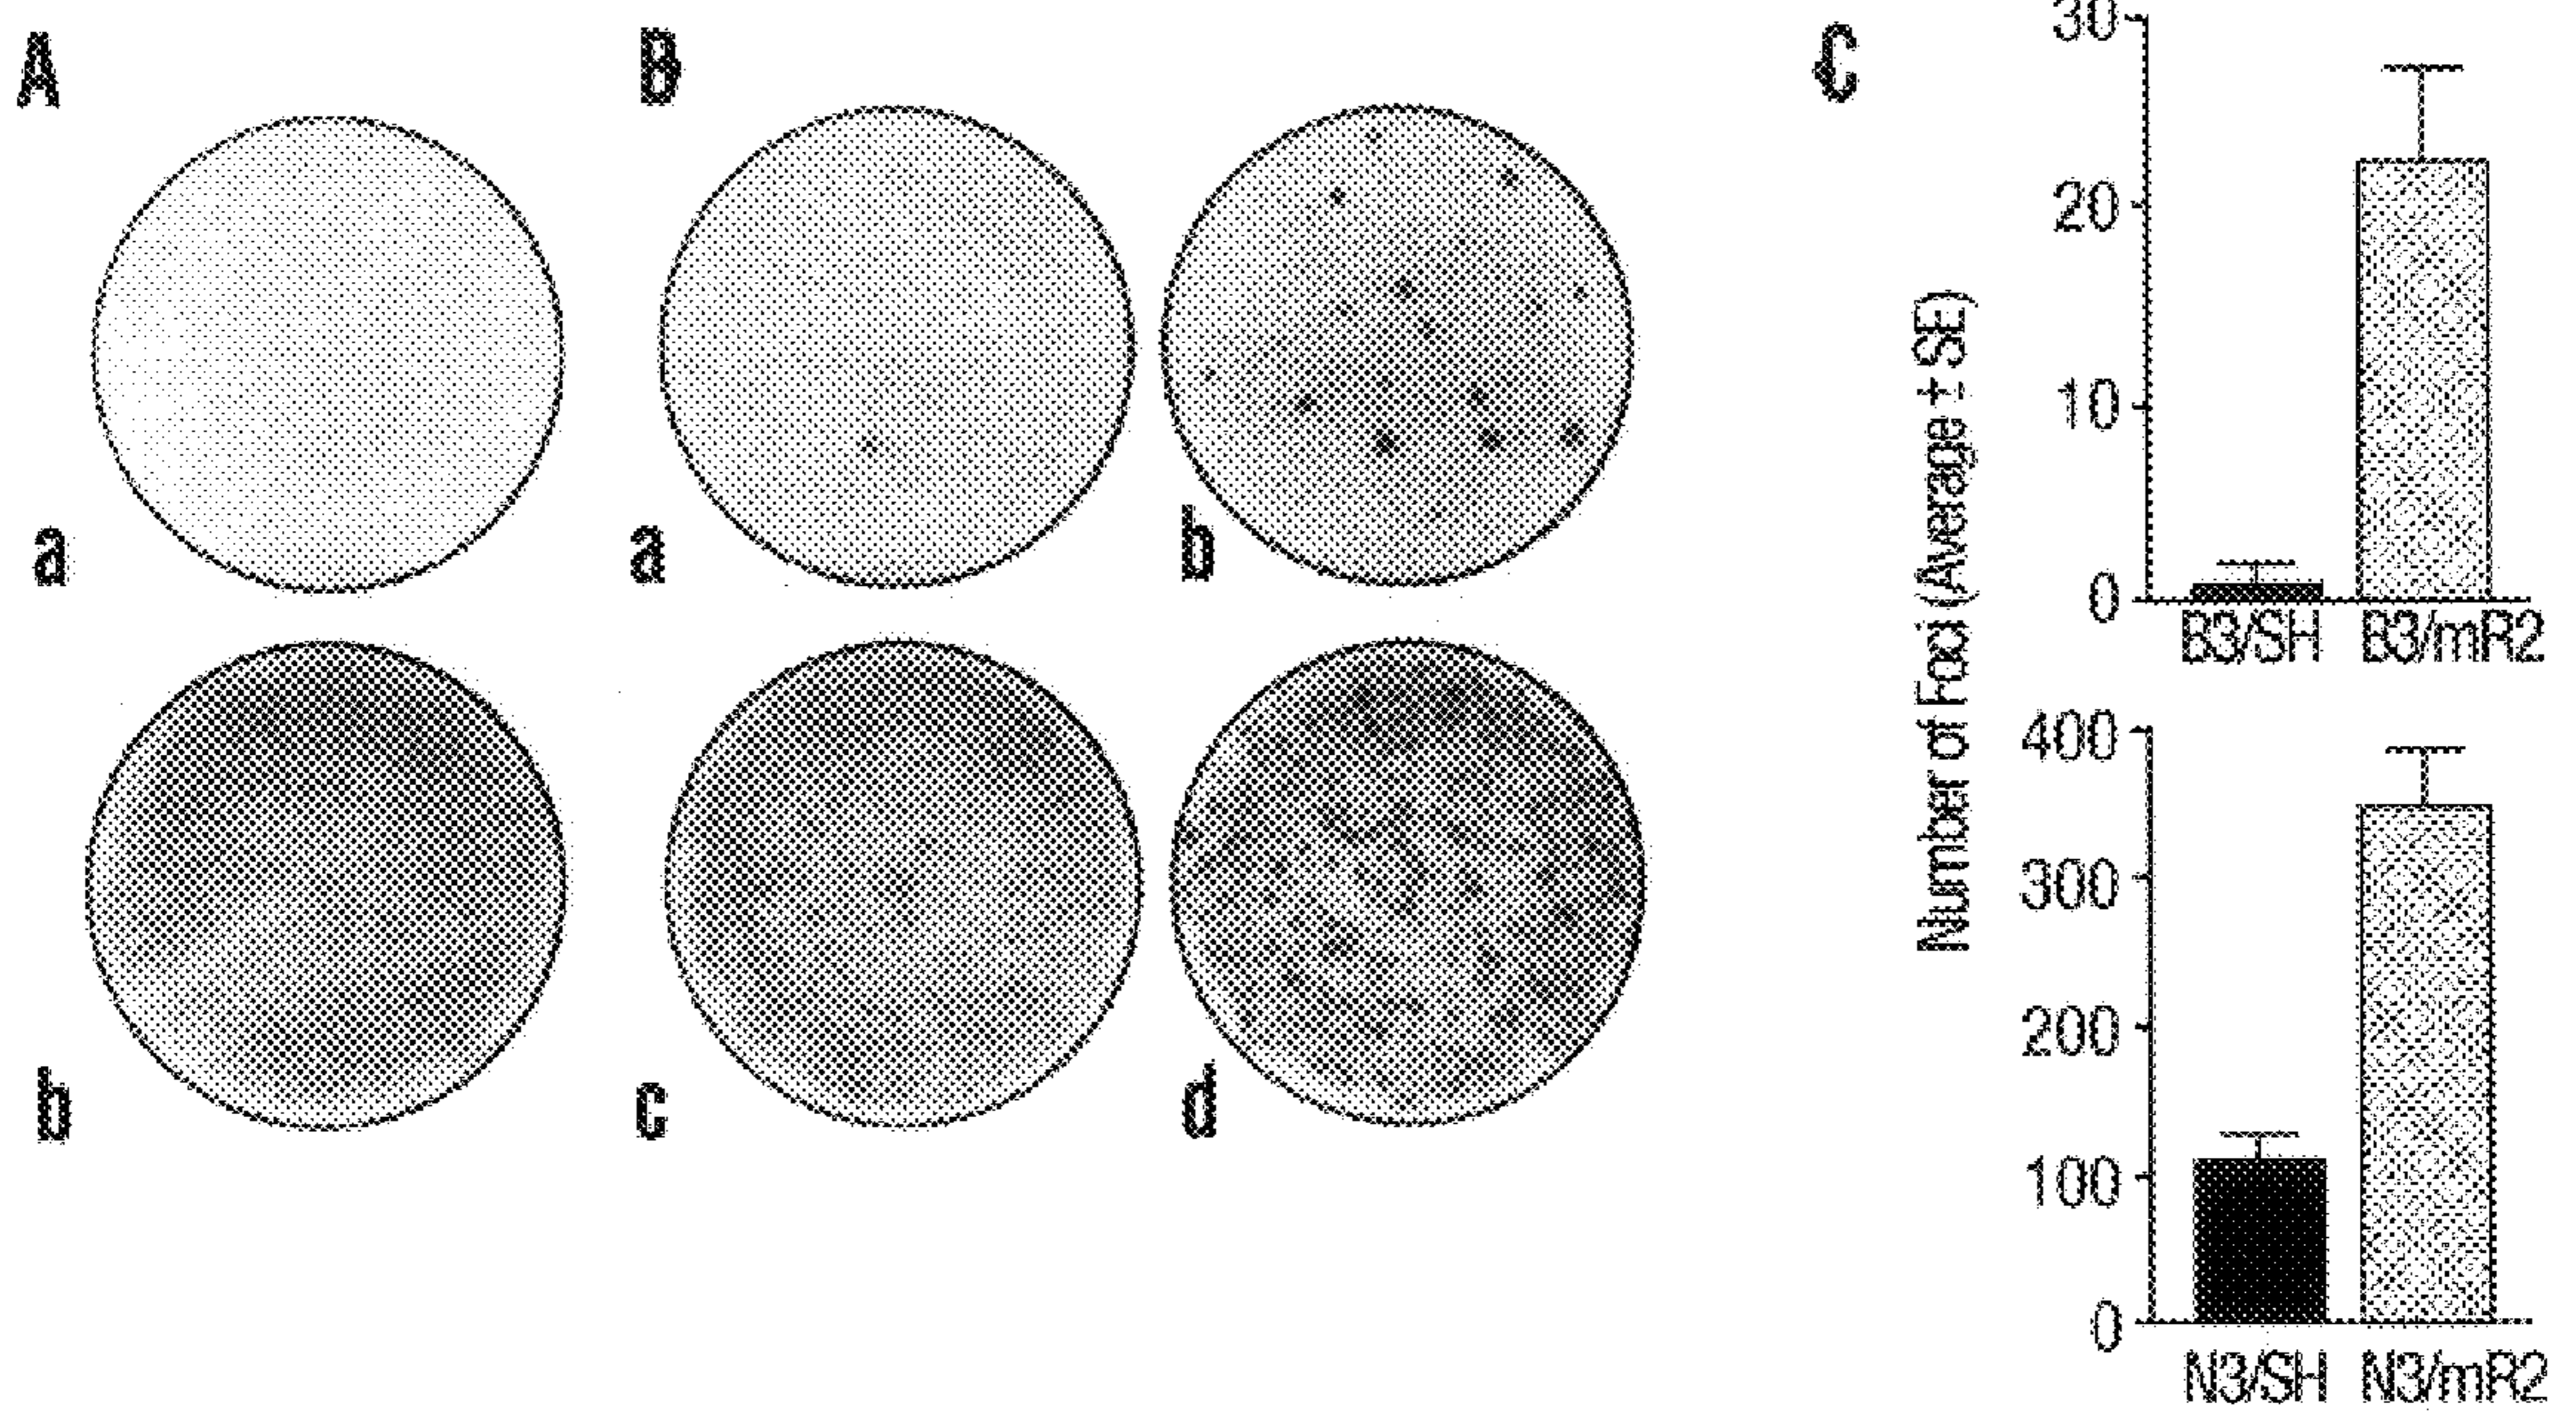 A
B
C
a
a
b
b
c
d
Number of Foci (Average ± SE)
30
20
10
0
B3/SH B3/mR2
400
300
200
100
0
N3/SH N3/mR2